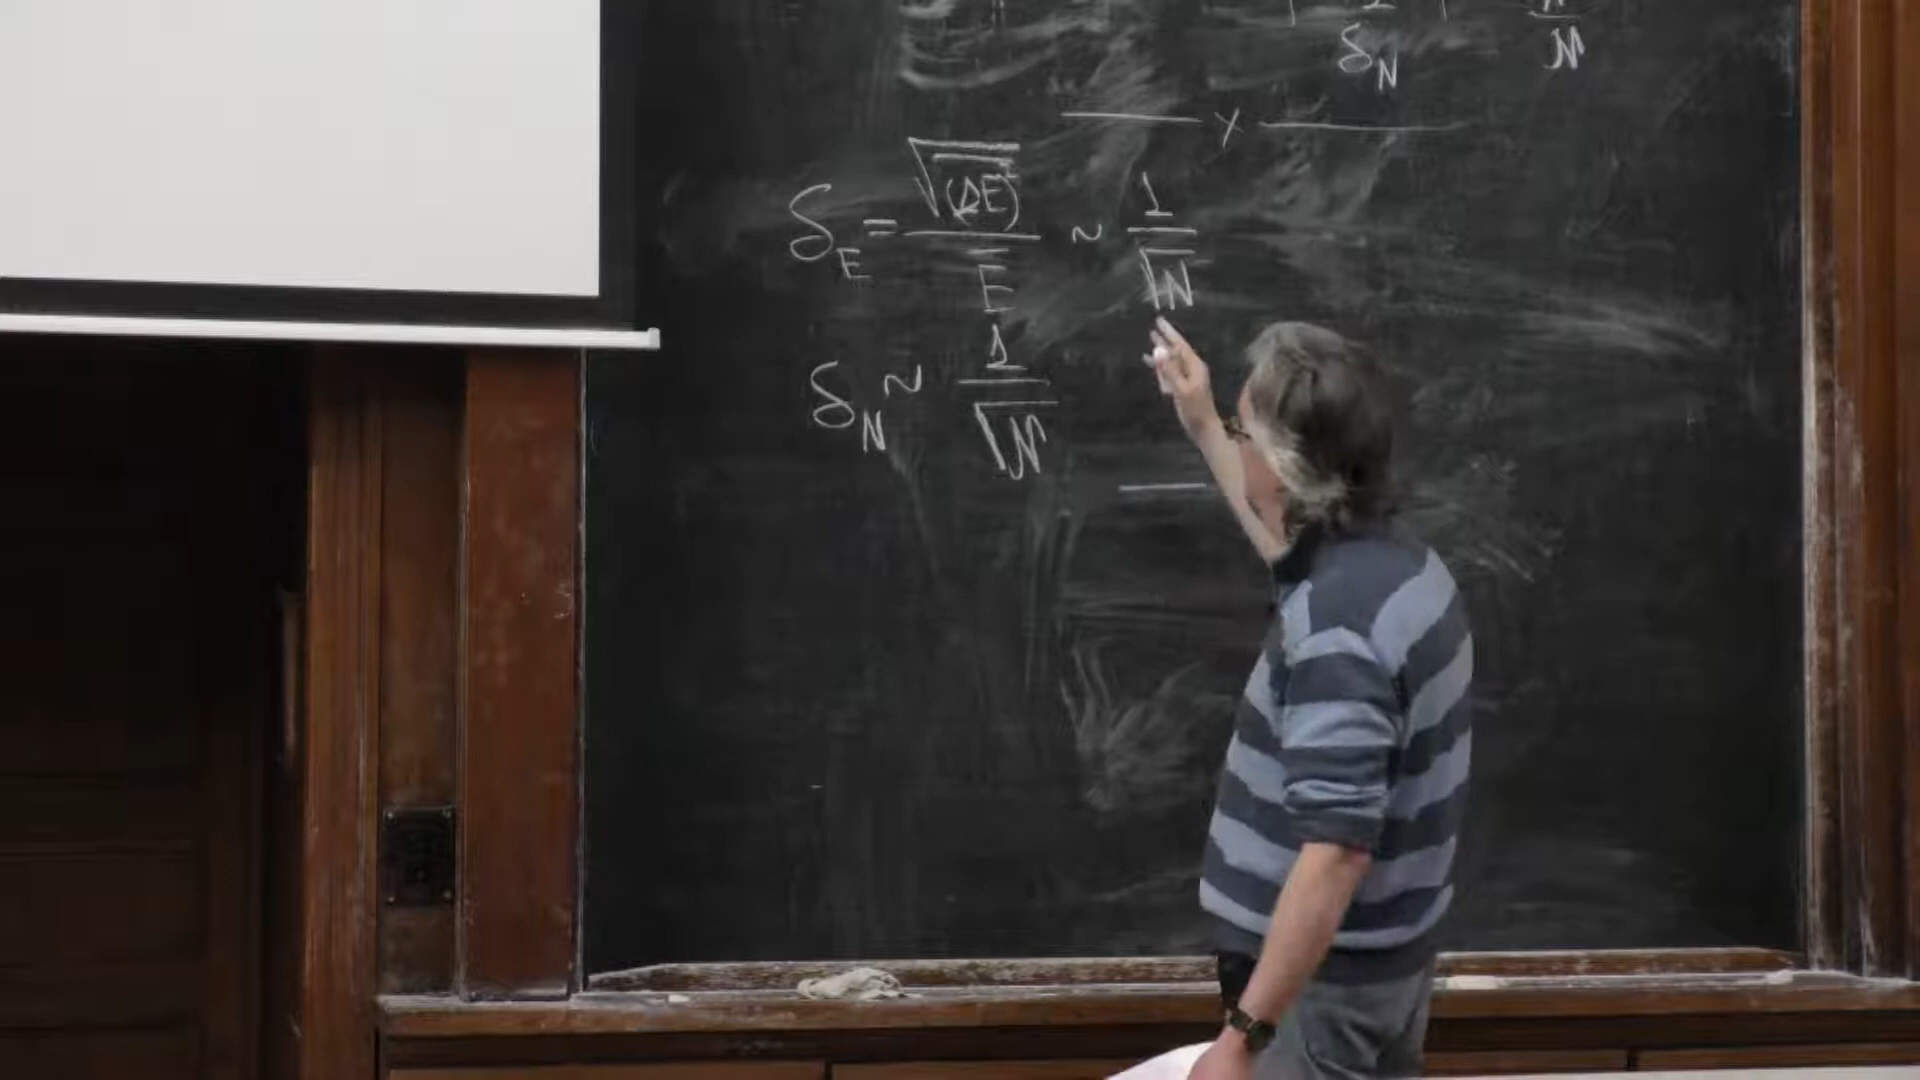 δ_N N
δ_E = √(ΔE)² / E ~ 1/√N
δ_N ~ 1/√N